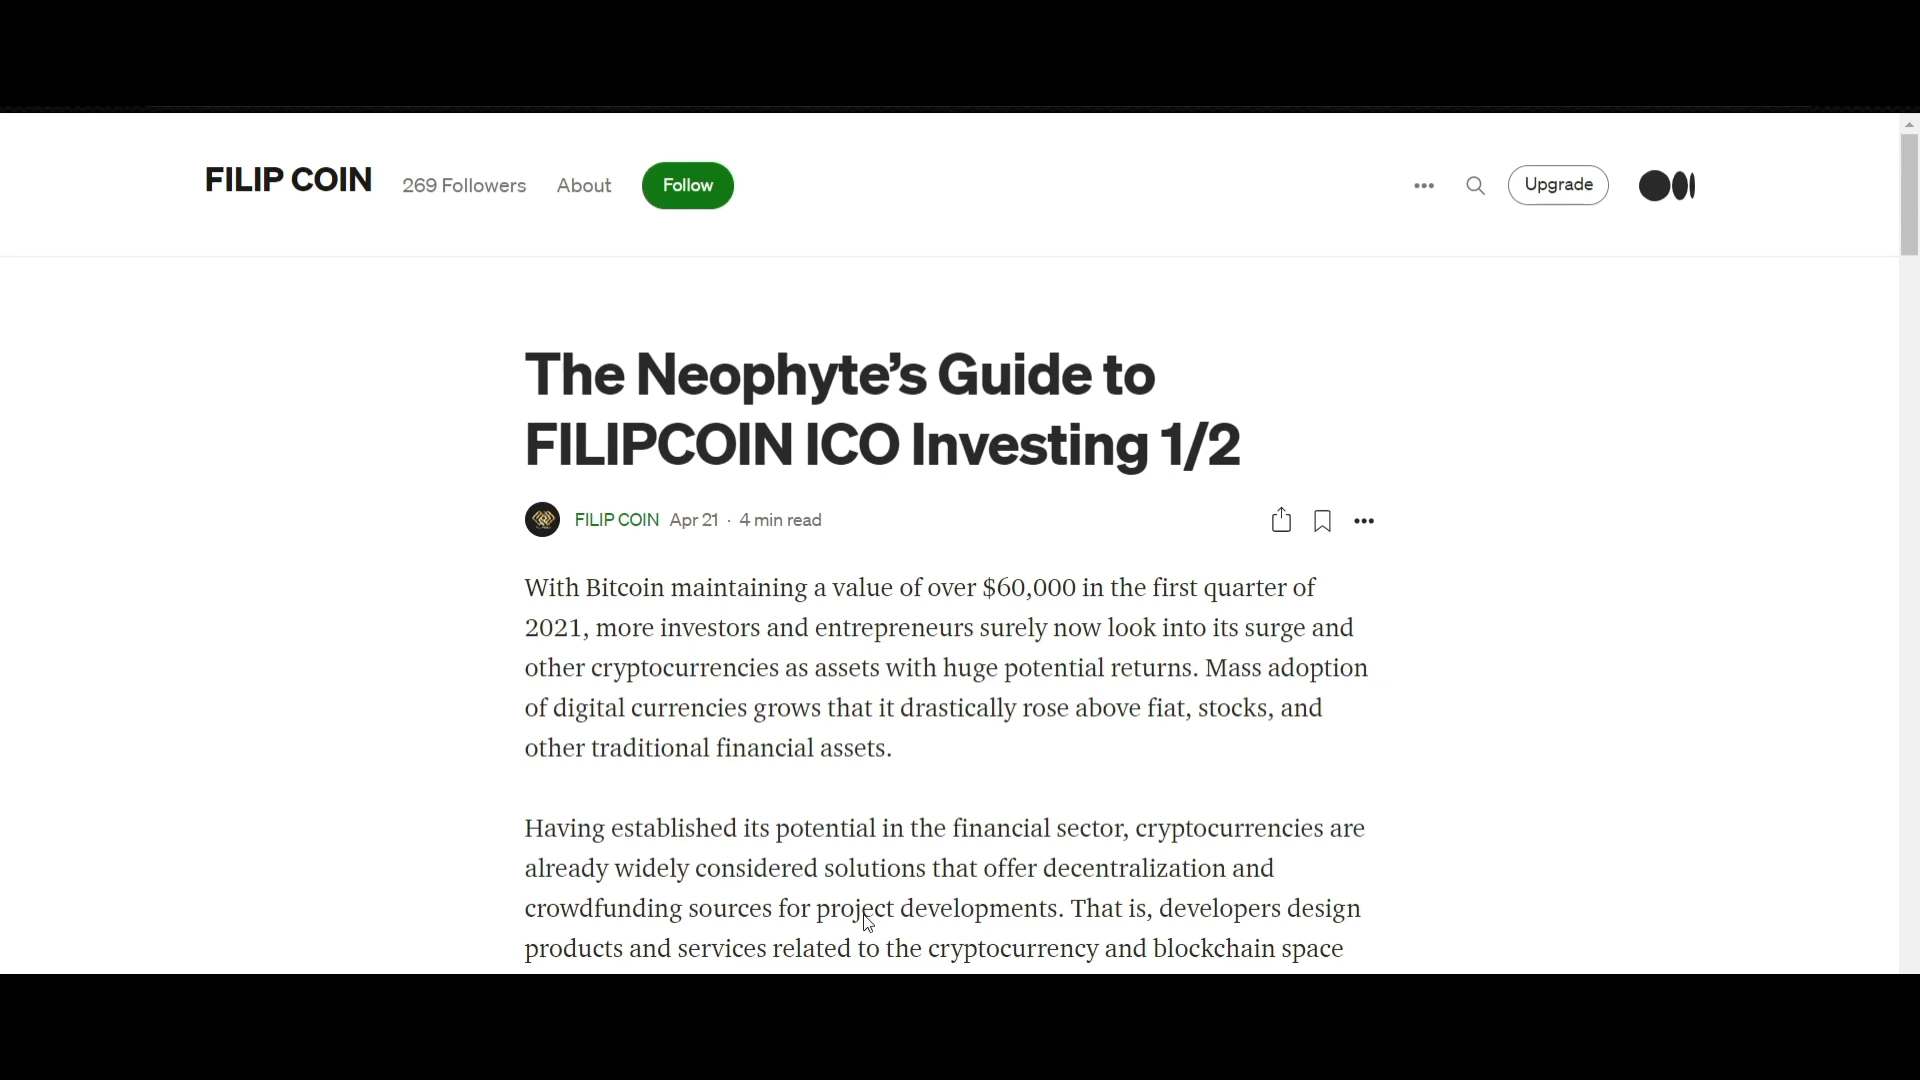 FILIP COIN 269 Followers About Follow Upgrade
The Neophyte’s Guide to
FILIPCOIN ICO Investing 1/2
FILIP COIN Apr 21 · 4 min read
With Bitcoin maintaining a value of over $60,000 in the first quarter of
2021, more investors and entrepreneurs surely now look into its surge and
other cryptocurrencies as assets with huge potential returns. Mass adoption
of digital currencies grows that it drastically rose above fiat, stocks, and
other traditional financial assets.
Having established its potential in the financial sector, cryptocurrencies are
already widely considered solutions that offer decentralization and
crowdfunding sources for project developments. That is, developers design
products and services related to the cryptocurrency and blockchain space